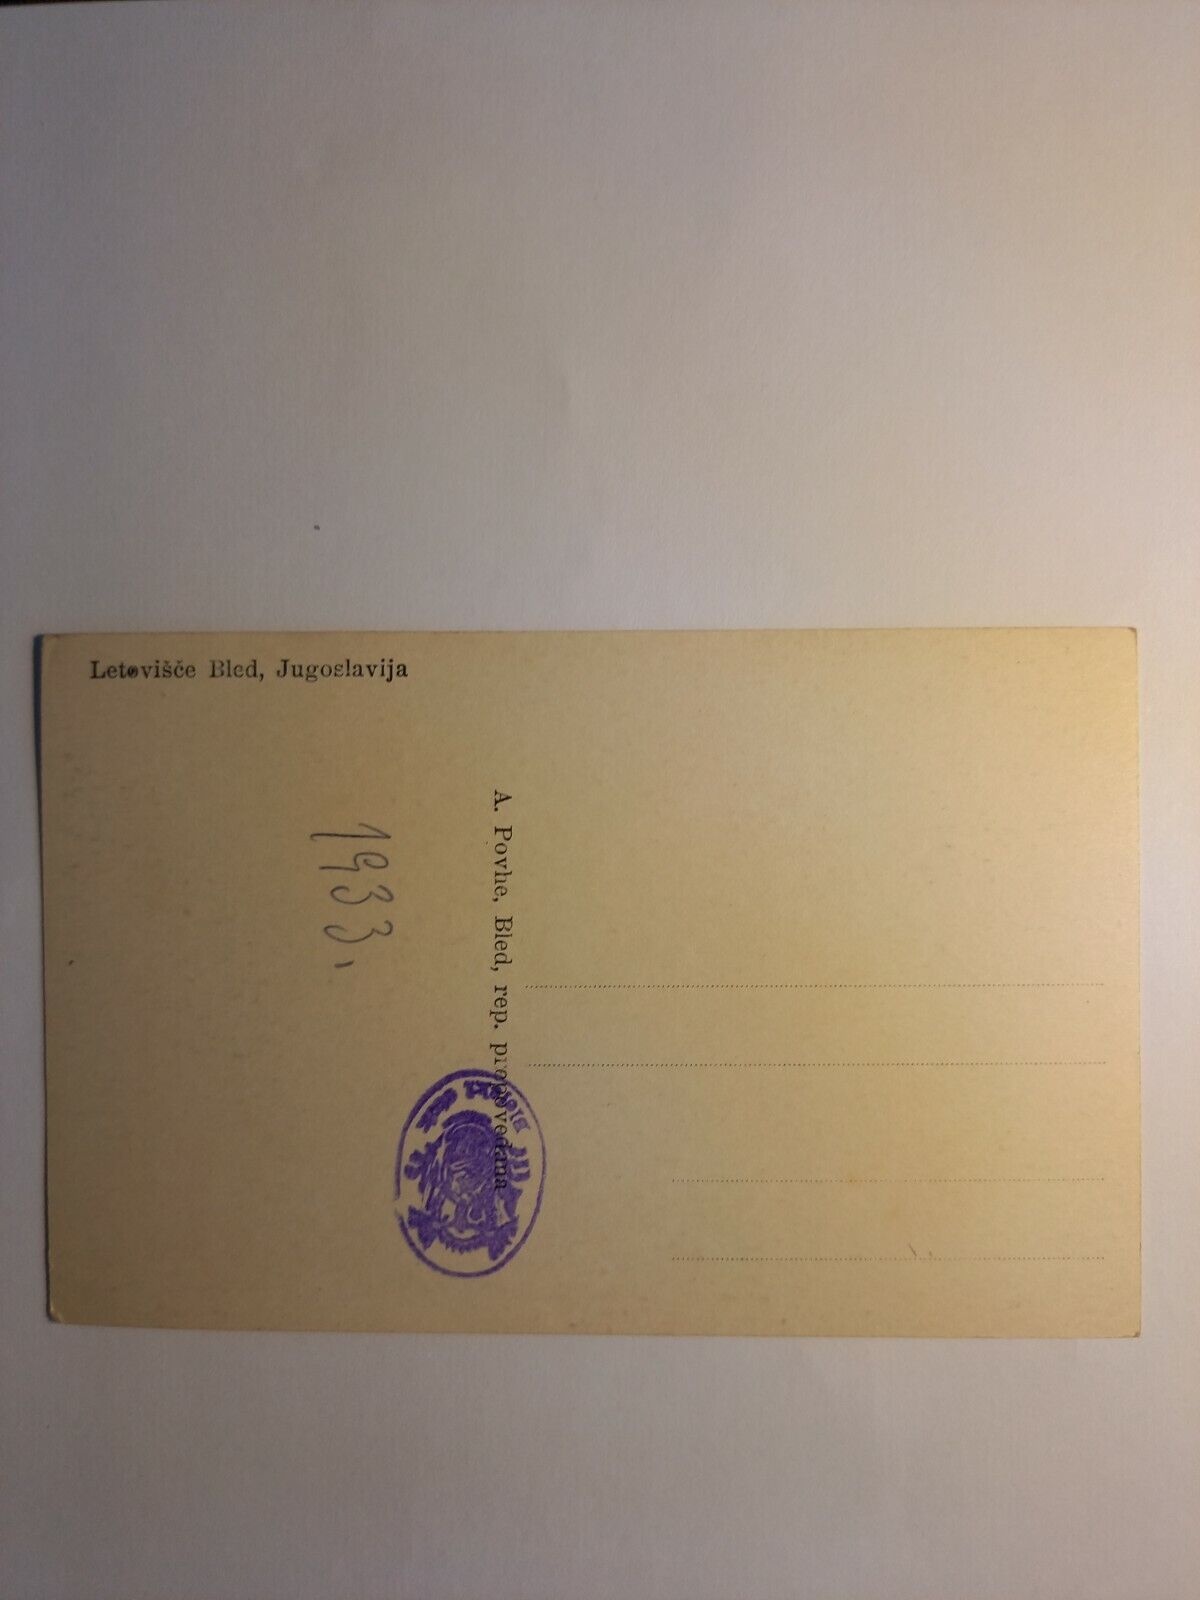 Letovišče Bled, Jugoslavija
A. Povhe, Bled, rep. prepovedana
1933.